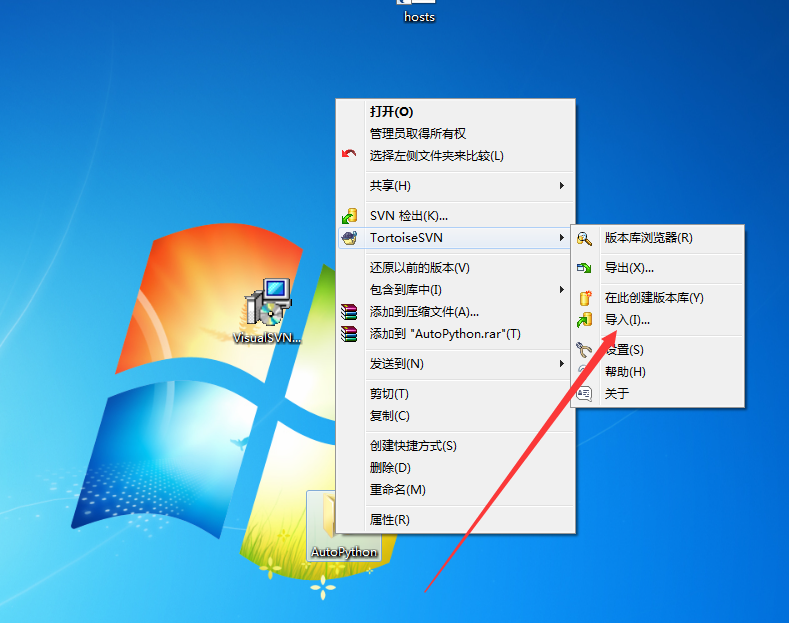 hosts
打开(O)
管理员取得所有权
选择左侧文件夹来比较(L)
共享(H)
SVN 检出(K)...
TortoiseSVN
还原以前的版本(V)
包含到库中(I)
添加到压缩文件(A)...
添加到 "AutoPython.rar"(T)
发送到(N)
剪切(T)
复制(C)
创建快捷方式(S)
删除(D)
重命名(M)
属性(R)
版本库浏览器(R)
导出(X)...
在此创建版本库(Y)
导入(I)...
设置(S)
帮助(H)
关于
VisualSVN...
AutoPython